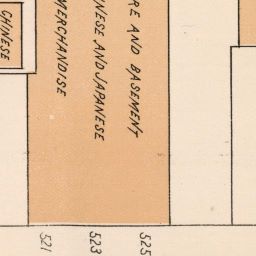 RE AND BASEMENT
NESE AND JAPANESE
MERCHANDISE
CHINESE
525
523
521